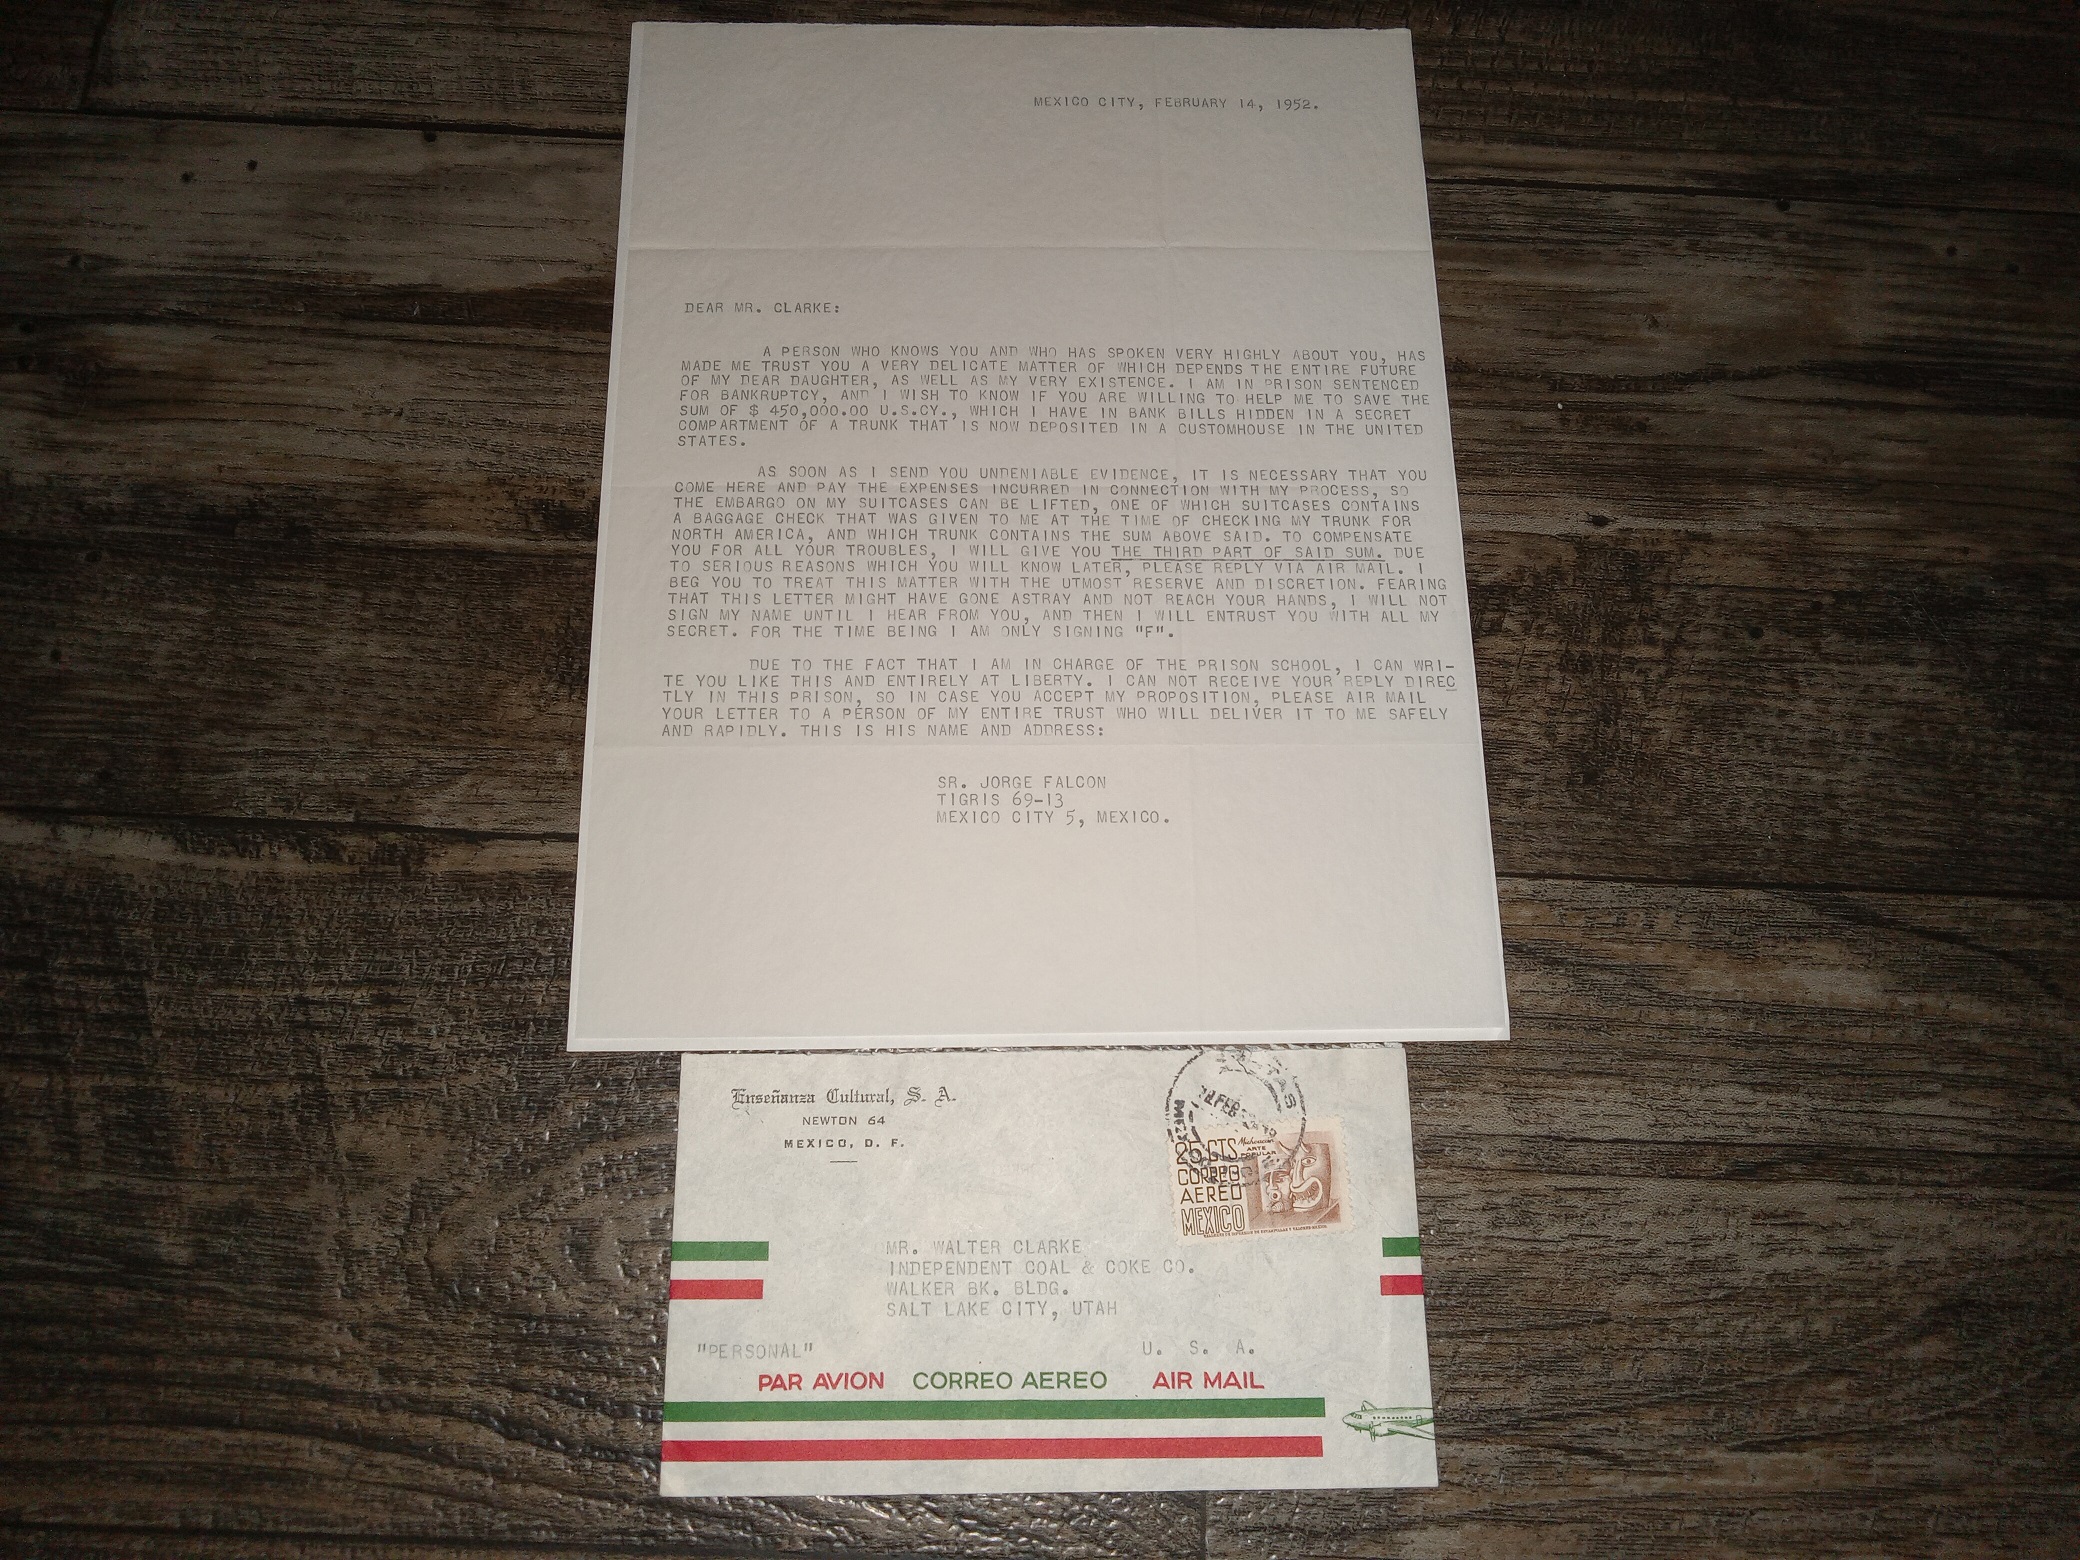 MEXICO CITY, FEBRUARY 14, 1952.
DEAR MR. CLARKE:
A PERSON WHO KNOWS YOU AND WHO HAS SPOKEN VERY HIGHLY ABOUT YOU, HAS
MADE ME TRUST YOU A VERY DELICATE MATTER OF WHICH DEPENDS THE ENTIRE FUTURE
OF MY DEAR DAUGHTER, AS WELL AS MY VERY EXISTENCE. I AM IN PRISON SENTENCED
FOR BANKRUPTCY, AND I WISH TO KNOW IF YOU ARE WILLING TO HELP ME TO SAVE THE
SUM OF $ 450,000.00 U.S.CY., WHICH I HAVE IN BANK BILLS HIDDEN IN A SECRET
COMPARTMENT OF A TRUNK THAT IS NOW DEPOSITED IN A CUSTOMHOUSE IN THE UNITED
STATES.
AS SOON AS I SEND YOU UNDENIABLE EVIDENCE, IT IS NECESSARY THAT YOU
COME HERE AND PAY THE EXPENSES INCURRED IN CONNECTION WITH MY PROCESS, SO
THE EMBARGO ON MY SUITCASES CAN BE LIFTED, ONE OF WHICH SUITCASES CONTAINS
A BAGGAGE CHECK THAT WAS GIVEN TO ME AT THE TIME OF CHECKING MY TRUNK FOR
NORTH AMERICA, AND WHICH TRUNK CONTAINS THE SUM ABOVE SAID. TO COMPENSATE
YOU FOR ALL YOUR TROUBLES, I WILL GIVE YOU THE THIRD PART OF SAID SUM. DUE
TO SERIOUS REASONS WHICH YOU WILL KNOW LATER, PLEASE REPLY VIA AIR MAIL. I
BEG YOU TO TREAT THIS MATTER WITH THE UTMOST RESERVE AND DISCRETION. FEARING
THAT THIS LETTER MIGHT HAVE GONE ASTRAY AND NOT REACH YOUR HANDS, I WILL NOT
SIGN MY NAME UNTIL I HEAR FROM YOU, AND THEN I WILL ENTRUST YOU WITH ALL MY
SECRET. FOR THE TIME BEING I AM ONLY SIGNING "F".
DUE TO THE FACT THAT I AM IN CHARGE OF THE PRISON SCHOOL, I CAN WRI-
TE YOU LIKE THIS AND ENTIRELY AT LIBERTY. I CAN NOT RECEIVE YOUR REPLY DIREC
TLY IN THIS PRISON, SO IN CASE YOU ACCEPT MY PROPOSITION, PLEASE AIR MAIL
YOUR LETTER TO A PERSON OF MY ENTIRE TRUST WHO WILL DELIVER IT TO ME SAFELY
AND RAPIDLY. THIS IS HIS NAME AND ADDRESS:
SR. JORGE FALCON
TIGRIS 69-13
MEXICO CITY 5, MEXICO.
Enseñanza Cultural, S. A.
NEWTON 64
MEXICO, D. F.
FEB
25 CTS
Michoacán
ARTE
POPULAR
CORREO
AEREO
MEXICO
MR. WALTER CLARKE
INDEPENDENT COAL & COKE CO.
WALKER BK. BLDG.
SALT LAKE CITY, UTAH
"PERSONAL"
U. S. A.
PAR AVION CORREO AEREO AIR MAIL